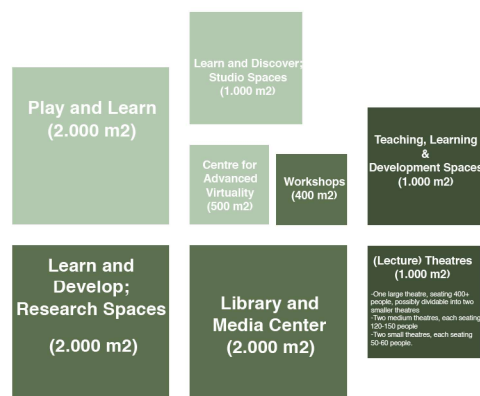 Play and Learn
(2.000 m2)
Learn and Discover;
Studio Spaces
(1.000 m2)
Centre for
Advanced
Virtuality
(500 m2)
Workshops
(400 m2)
Teaching, Learning
&
Development Spaces
(1.000 m2)
Learn and
Develop;
Research Spaces
(2.000 m2)
Library and
Media Center
(2.000 m2)
(Lecture) Theatres
(1.000 m2)
-One large theatre, seating 400+
people, possibly dividable into two
smaller theatres
-Two medium theatres, each seating
120-150 people
-Two small theatres, each seating
50-60 people.